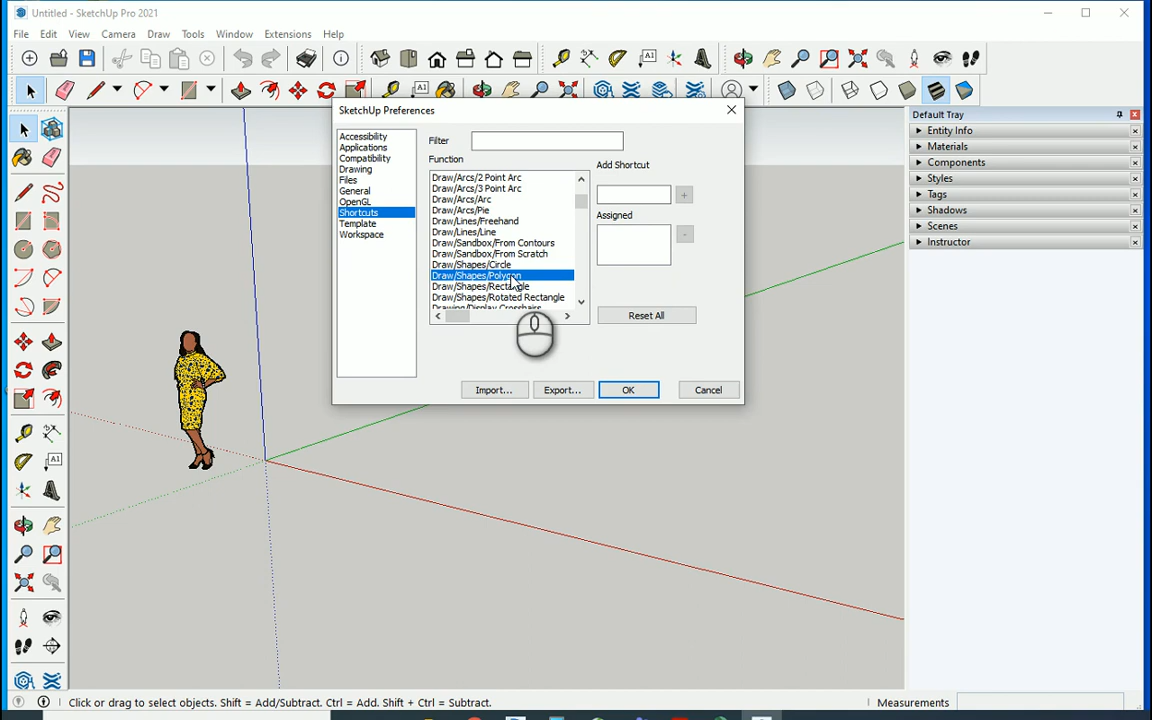 Untitled - SketchUp Pro 2021
File Edit View Camera Draw Tools Window Extensions Help
A1
SketchUp Preferences
Accessibility
Applications
Compatibility
Drawing
Files
General
OpenGL
Shortcuts
Template
Workspace
Filter
Function
Draw/Arcs/2 Point Arc
Draw/Arcs/3 Point Arc
Draw/Arcs/Arc
Draw/Arcs/Pie
Draw/Lines/Freehand
Draw/Lines/Line
Draw/Sandbox/From Contours
Draw/Sandbox/From Scratch
Draw/Shapes/Circle
Draw/Shapes/Polygon
Draw/Shapes/Rectangle
Draw/Shapes/Rotated Rectangle
Drawing/Display Crosshairs
Add Shortcut
Assigned
Reset All
Import... Export... OK Cancel
Default Tray
Entity Info
Materials
Components
Styles
Tags
Shadows
Scenes
Instructor
A1
Click or drag to select objects. Shift = Add/Subtract. Ctrl = Add. Shift + Ctrl = Subtract.
Measurements